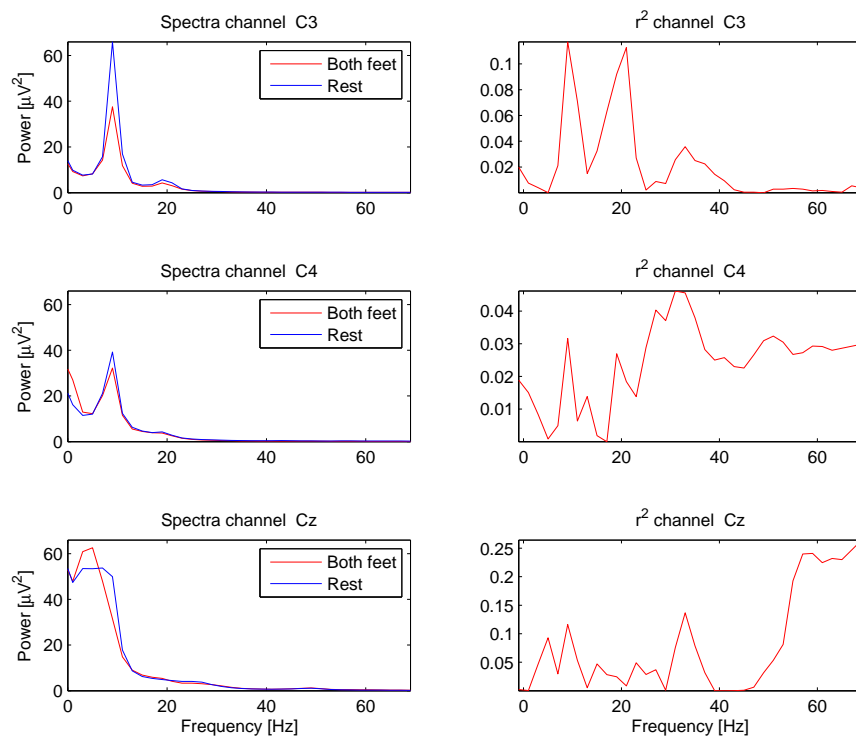 Spectra channel  C3
Power [µV²]
60
40
20
0
0
20
40
60
Both feet
Rest
r² channel  C3
0.1
0.08
0.06
0.04
0.02
0
20
40
60
Spectra channel  C4
Power [µV²]
60
40
20
0
0
20
40
60
Both feet
Rest
r² channel  C4
0.04
0.03
0.02
0.01
0
20
40
60
Spectra channel  Cz
Power [µV²]
60
40
20
0
0
20
40
60
Frequency [Hz]
Both feet
Rest
r² channel  Cz
0.25
0.2
0.15
0.1
0.05
0
20
40
60
Frequency [Hz]